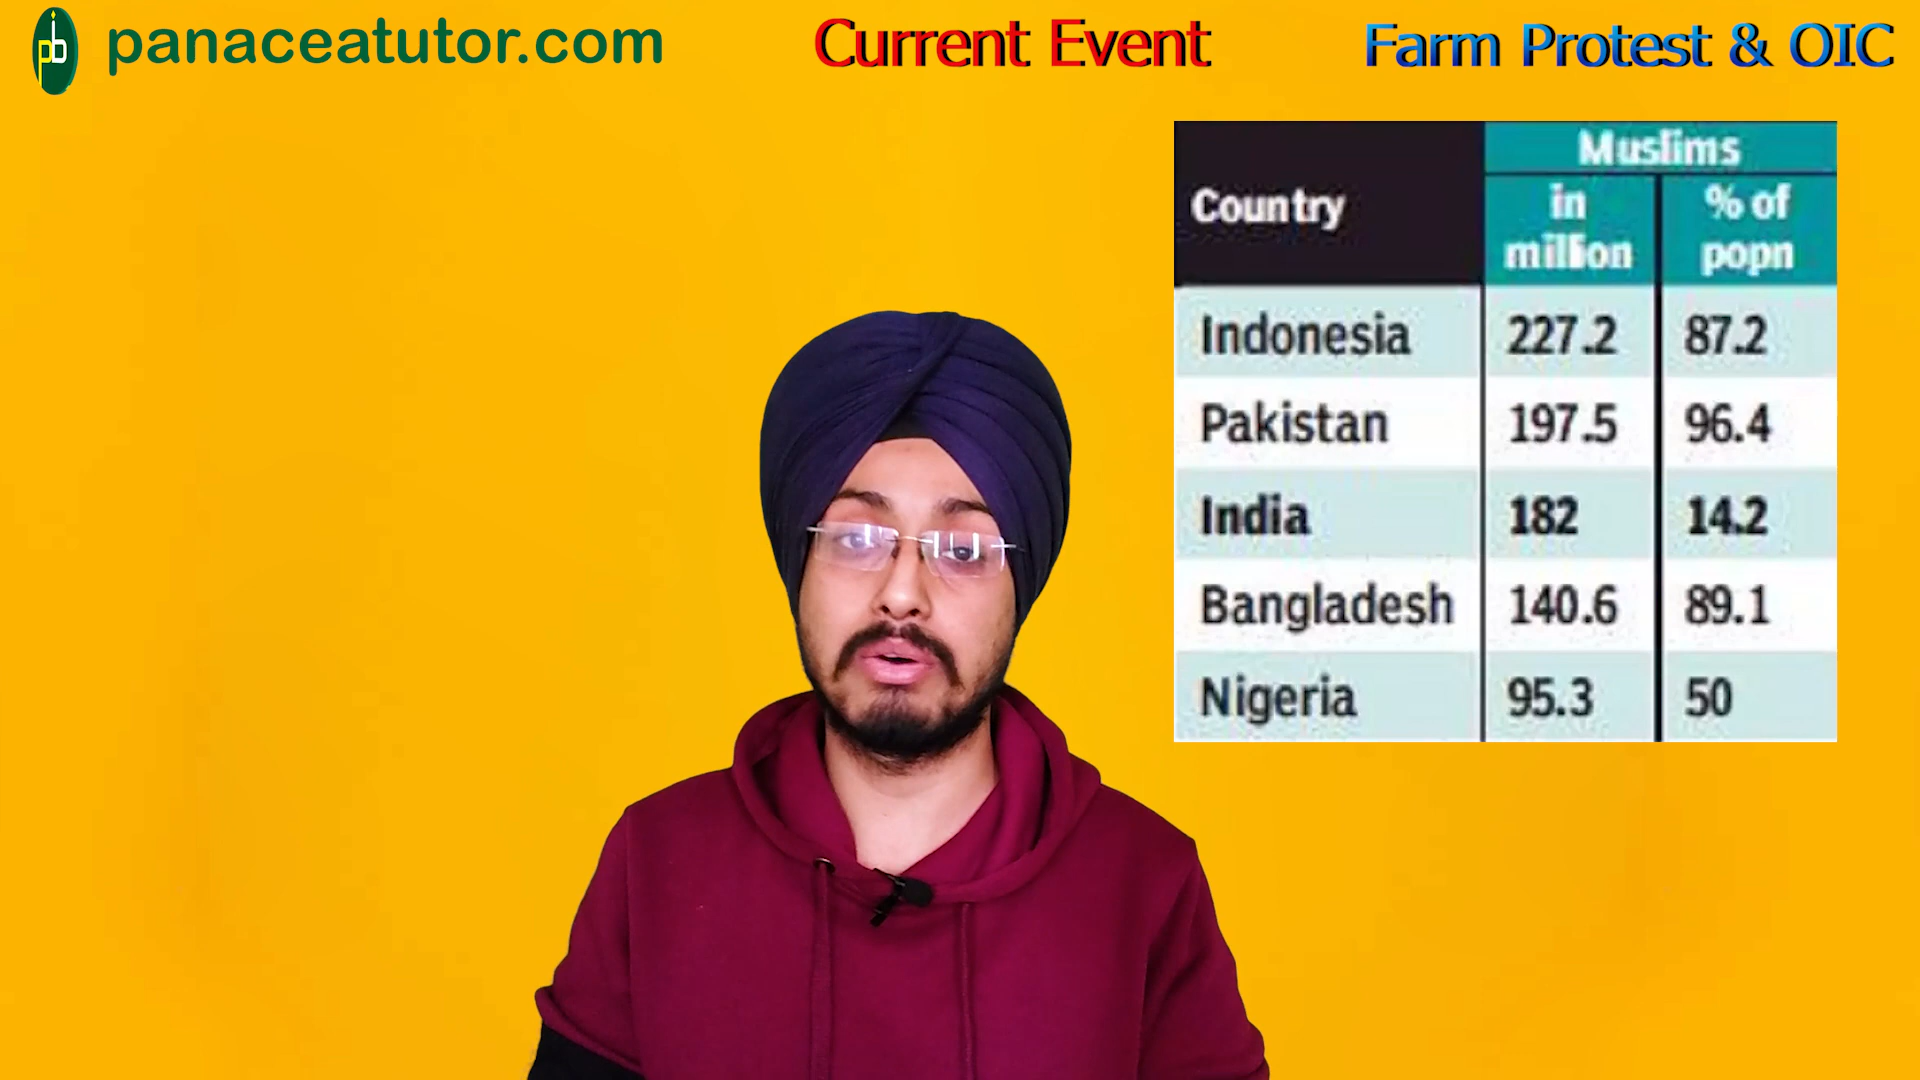 pb panaceatutor.com
Current Event
Farm Protest & OIC
Muslims
Country
in million
% of popn
Indonesia 227.2 87.2
Pakistan 197.5 96.4
India 182 14.2
Bangladesh 140.6 89.1
Nigeria 95.3 50